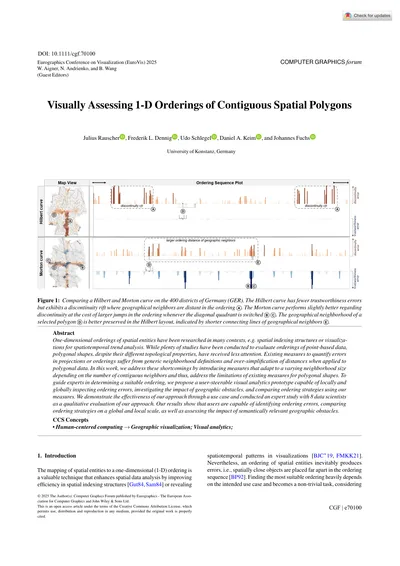 Check for updates
DOI: 10.1111/cgf.70100
Eurographics Conference on Visualization (EuroVis) 2025
W. Aigner, N. Andrienko, and B. Wang
(Guest Editors)
COMPUTER GRAPHICS forum
Visually Assessing 1-D Orderings of Contiguous Spatial Polygons
Julius Rauscher, Frederik L. Dennig, Udo Schlegel, Daniel A. Keim, and Johannes Fuchs
University of Konstanz, Germany
Map View
Ordering Sequence Plot
Hilbert curve
discontinuity rift
discontinuity rift
Morton curve
larger ordering distance of geographic neighbors
Figure 1: Comparing a Hilbert and Morton curve on the 400 districts of Germany (GER). The Hilbert curve has fewer trustworthiness errors
but exhibits a discontinuity rift where geographical neighbors are distant in the ordering A. The Morton curve performs slightly better regarding
discontinuity at the cost of larger jumps in the ordering whenever the diagonal quadrant is switched B C. The geographical neighborhood of a
selected polygon D is better preserved in the Hilbert layout, indicated by shorter connecting lines of geographical neighbors E.
Abstract
One-dimensional orderings of spatial entities have been researched in many contexts, e.g. spatial indexing structures or visualiza-
tions for spatiotemporal trend analysis. While plenty of studies have been conducted to evaluate orderings of point-based data,
polygonal shapes, despite their different topological properties, have received less attention. Existing measures to quantify errors
in projections or orderings suffer from generic neighborhood definitions and over-simplification of distances when applied to
polygonal data. In this work, we address these shortcomings by introducing measures that adapt to a varying neighborhood size
depending on the number of contiguous neighbors and thus, address the limitations of existing measures for polygonal shapes. To
guide experts in determining a suitable ordering, we propose a user-steerable visual analytics prototype capable of locally and
globally inspecting ordering errors, investigating the impact of geographic obstacles, and comparing ordering strategies using our
measures. We demonstrate the effectiveness of our approach through a use case and conducted an expert study with 8 data scientists
as a qualitative evaluation of our approach. Our results show that users are capable of identifying ordering errors, comparing
ordering strategies on a global and local scale, as well as assessing the impact of semantically relevant geographic obstacles.
CCS Concepts
• Human-centered computing → Geographic visualization; Visual analytics;
1. Introduction
The mapping of spatial entities to a one-dimensional (1-D) ordering is
a valuable technique that enhances spatial data analysis by improving
efficiency in spatial indexing structures [Gut84, Sam84] or revealing
spatiotemporal patterns in visualizations [BJC*19, FMKK21].
Nevertheless, an ordering of spatial entities inevitably produces
errors, i.e., spatially close objects are placed far apart in the ordering
sequence [BP92]. Finding the most suitable ordering heavily depends
on the intended use case and becomes a non-trivial task, considering
© 2025 The Author(s). Computer Graphics Forum published by Eurographics - The European Asso-
ciation for Computer Graphics and John Wiley & Sons Ltd.
This is an open access article under the terms of the Creative Commons Attribution License, which
permits use, distribution and reproduction in any medium, provided the original work is properly
cited.
CGF | e70100